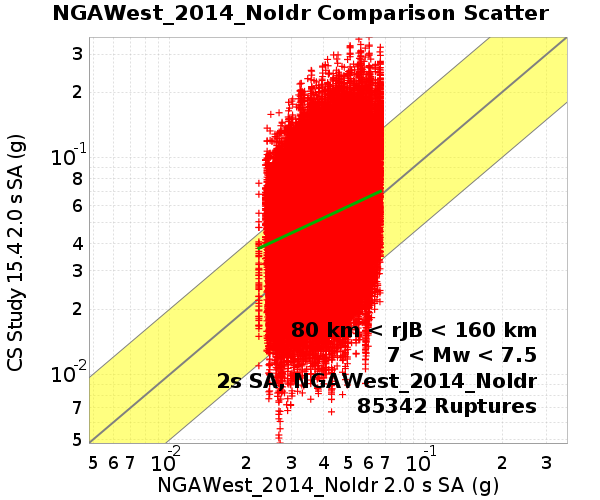 NGAWest_2014_NoIdr Comparison Scatter
CS Study 15.4 2.0 s SA (g)
3
2
10-1
8
6
4
3
2
10-2
7
5
80 km < rJB < 160 km
7 < Mw < 7.5
2s SA, NGAWest_2014_NoIdr
85342 Ruptures
5 6 7 10-2 2 3 4 5 6 7 10-1 2 3
NGAWest_2014_NoIdr 2.0 s SA (g)